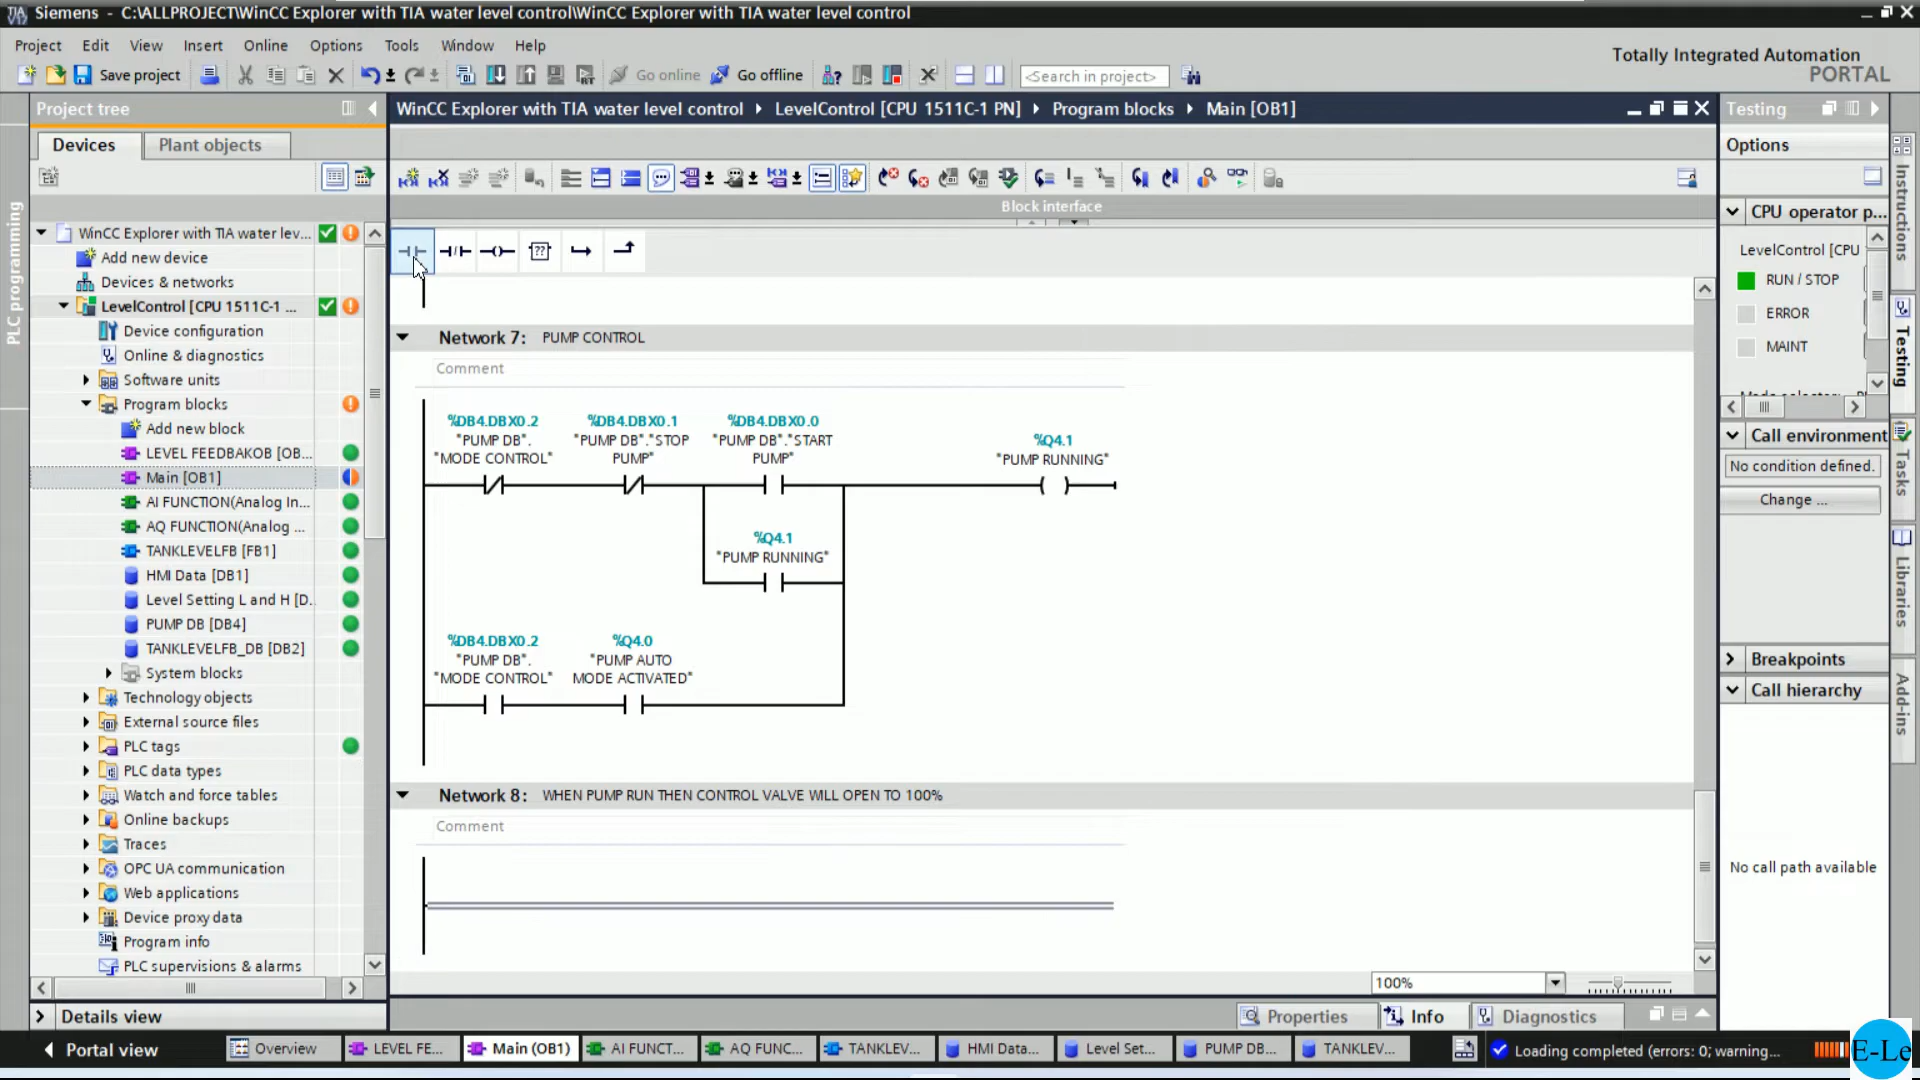 Siemens - C:\ALLPROJECT\WinCC Explorer with TIA water level control\WinCC Explorer with TIA water level control
Project Edit View Insert Online Options Tools Window Help
Totally Integrated Automation
PORTAL
Save project
Go online
Go offline
<Search in project>
Project tree
WinCC Explorer with TIA water level control
LevelControl [CPU 1511C-1 PN]
Program blocks
Main [OB1]
Testing
Devices
Plant objects
Options
Block interface
PLC programming
WinCC Explorer with TIA water lev...
Add new device
Devices & networks
LevelControl [CPU 1511C-1 ...
Device configuration
Online & diagnostics
Software units
Program blocks
Add new block
LEVEL FEEDBAKOB [OB...
Main [OB1]
AI FUNCTION(Analog In...
AQ FUNCTION(Analog ...
TANKLEVELFB [FB1]
HMI Data [DB1]
Level Setting L and H [D.
PUMP DB [DB4]
TANKLEVELFB_DB [DB2]
System blocks
Technology objects
External source files
PLC tags
PLC data types
Watch and force tables
Online backups
Traces
OPC UA communication
Web applications
Device proxy data
Program info
PLC supervisions & alarms
Details view
??
Network 7: PUMP CONTROL
Comment
%DB4.DBX0.2
"PUMP DB".
"MODE CONTROL"
%DB4.DBX0.1
"PUMP DB"."STOP
PUMP"
%DB4.DBX0.0
"PUMP DB"."START
PUMP"
%Q4.1
"PUMP RUNNING"
%Q4.1
"PUMP RUNNING"
%DB4.DBX0.2
"PUMP DB".
"MODE CONTROL"
%Q4.0
"PUMP AUTO
MODE ACTIVATED"
Network 8: WHEN PUMP RUN THEN CONTROL VALVE WILL OPEN TO 100%
Comment
100%
Properties
Info
Diagnostics
CPU operator p...
LevelControl [CPU
RUN / STOP
ERROR
MAINT
Call environment
No condition defined.
Change ...
Breakpoints
Call hierarchy
No call path available
Instructions
Testing
Tasks
Libraries
Add-ins
Portal view
Overview
LEVEL FE...
Main (OB1)
AI FUNCT...
AQ FUNC...
TANKLEV...
HMI Data...
Level Set...
PUMP DB...
TANKLEV...
Loading completed (errors: 0; warning...
E-Le